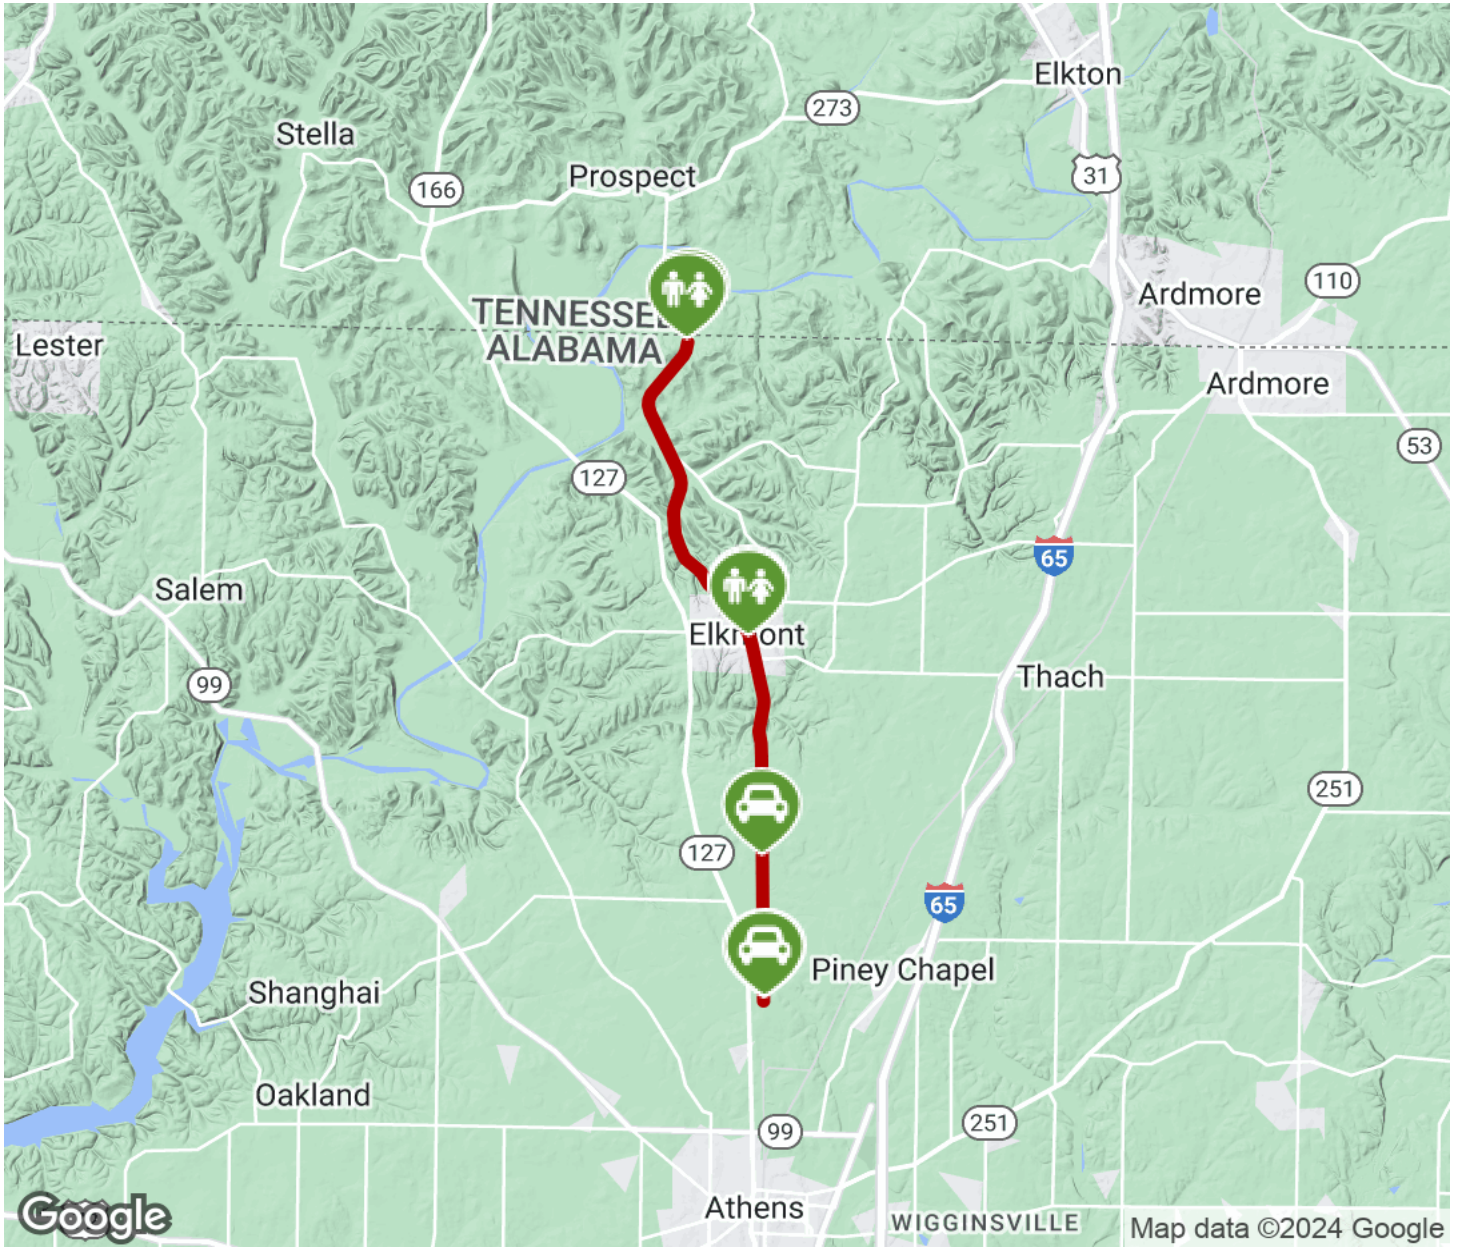 Elkton
273
Stella
Prospect
166
31
110
Ardmore
TENNESSEE
ALABAMA
Lester
Ardmore
53
127
65
Salem
Elkmont
Thach
99
251
127
65
Piney Chapel
Shanghai
Oakland
251
99
Athens
WIGGINSVILLE
Google
Map data ©2024 Google